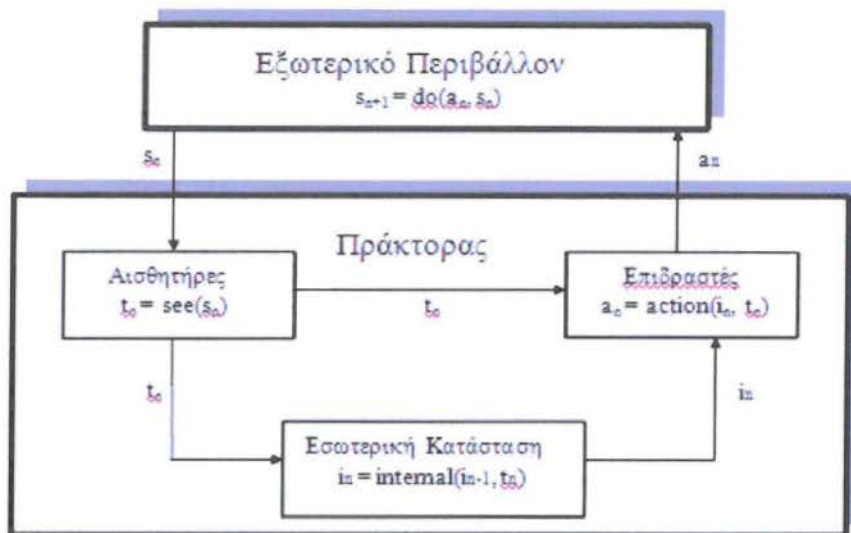 Εξωτερικό Περιβάλλον
sₙ₊₁ = do(aₙ, sₙ)
sₙ
aₙ
Πράκτορας
Αισθητήρες
tₙ = see(sₙ)
tₙ
Επιδραστές
aₙ = action(iₙ, tₙ)
tₙ
iₙ
Εσωτερική Κατάσταση
iₙ = internal(iₙ₋₁, tₙ)